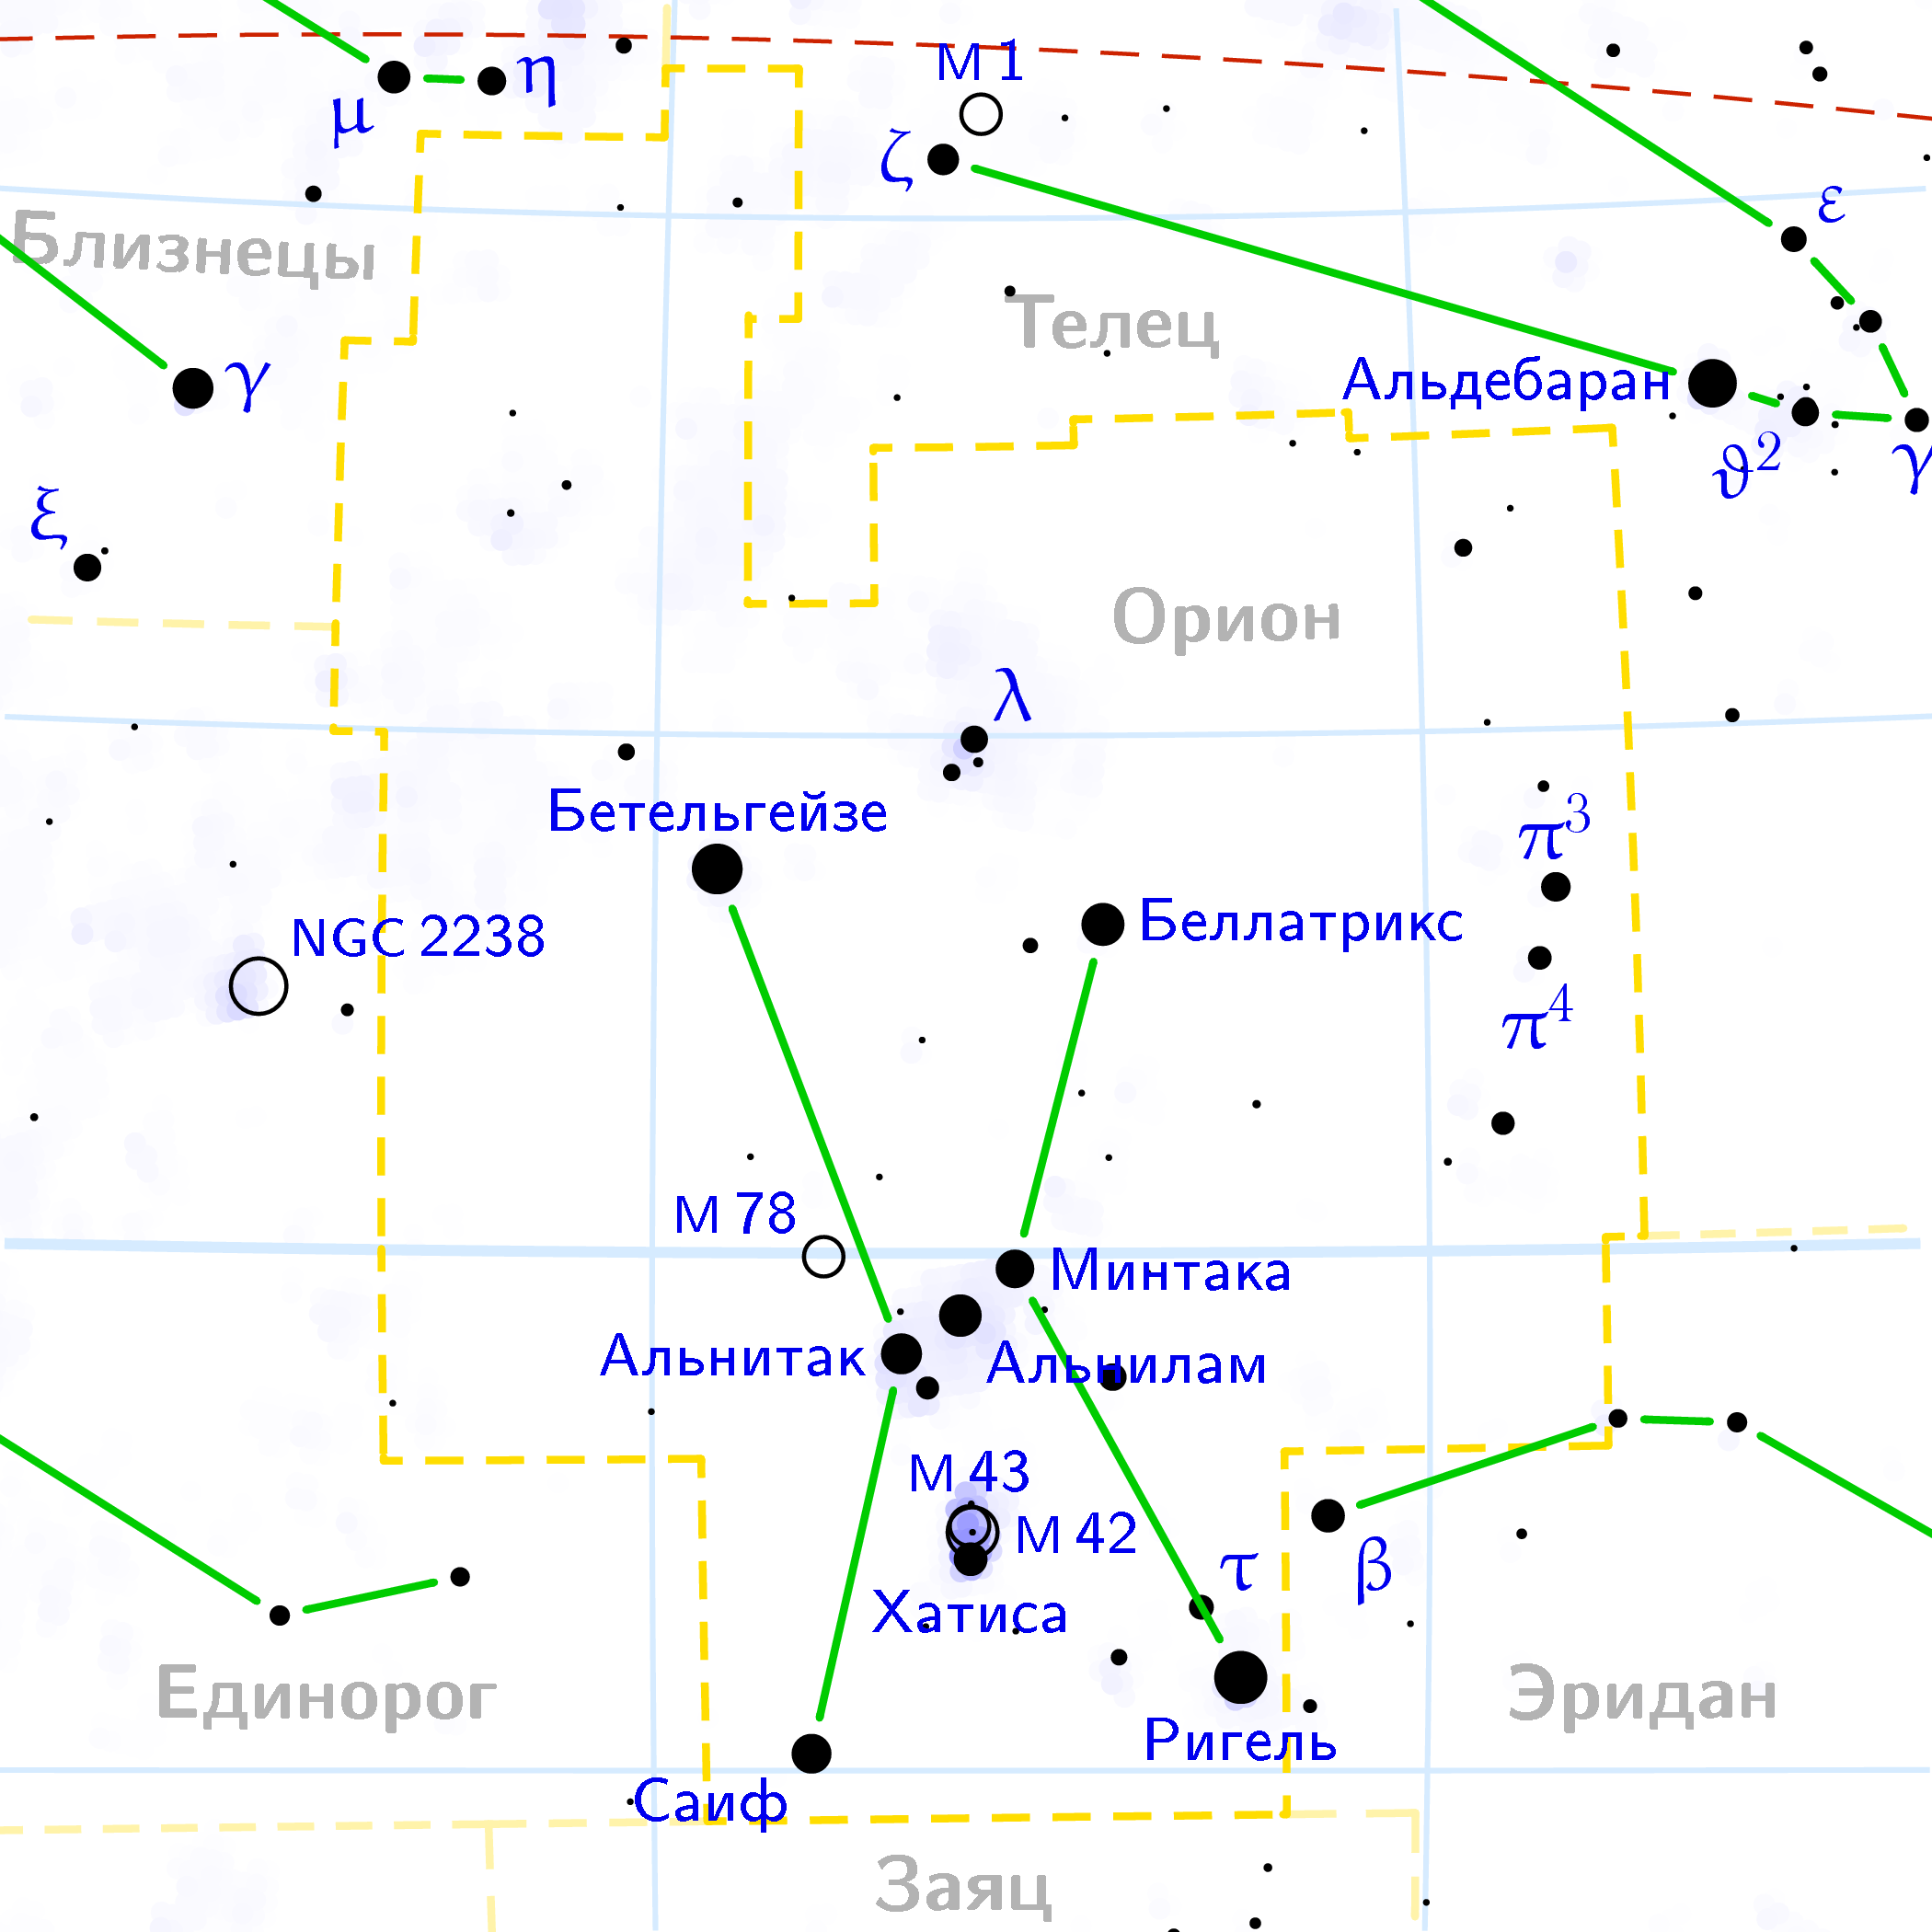 M 1
η
μ
ζ
ε
Близнецы
Телец
Альдебаран
γ
ϑ²
γ
ξ
Орион
λ
Бетельгейзе
π³
Беллатрикс
NGC 2238
π⁴
M 78
Минтака
Альнитак
Альнилам
M 43
M 42
τ
β
Хатиса
Единорог
Эридан
Ригель
Саиф
Заяц